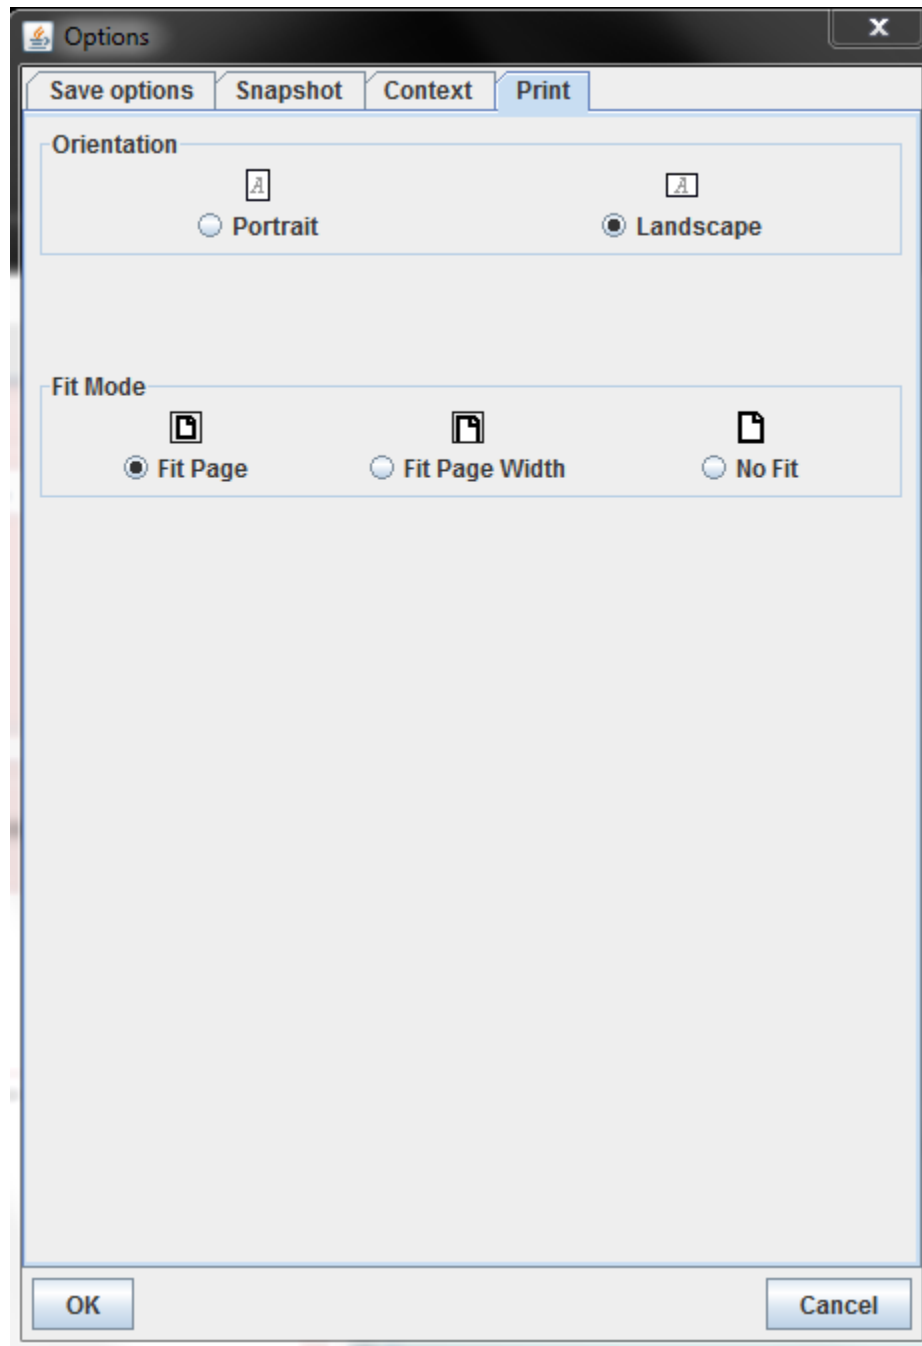 Options
Save options Snapshot Context Print
Orientation
A A
Portrait Landscape
Fit Mode
Fit Page Fit Page Width No Fit
OK Cancel